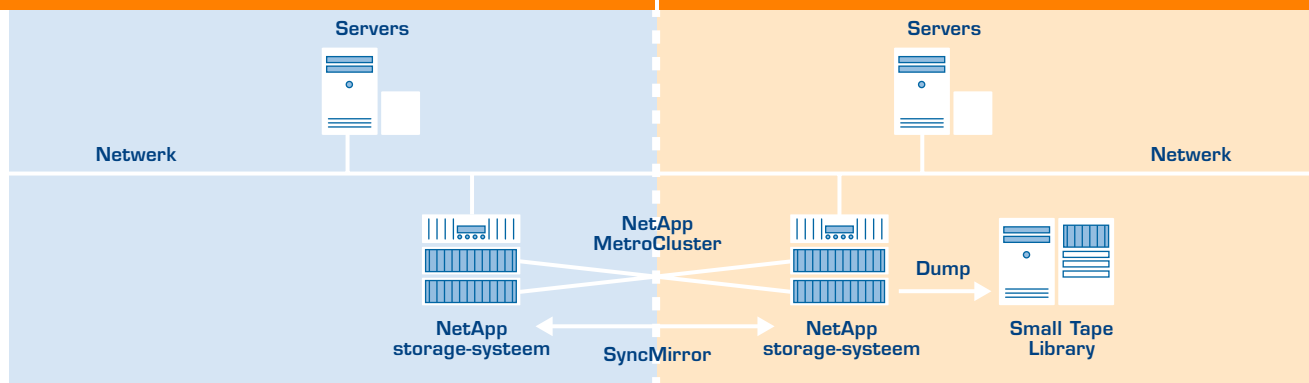 Servers
Servers
Netwerk
Netwerk
NetApp
MetroCluster
Dump
NetApp
storage-systeem
SyncMirror
NetApp
storage-systeem
Small Tape
Library